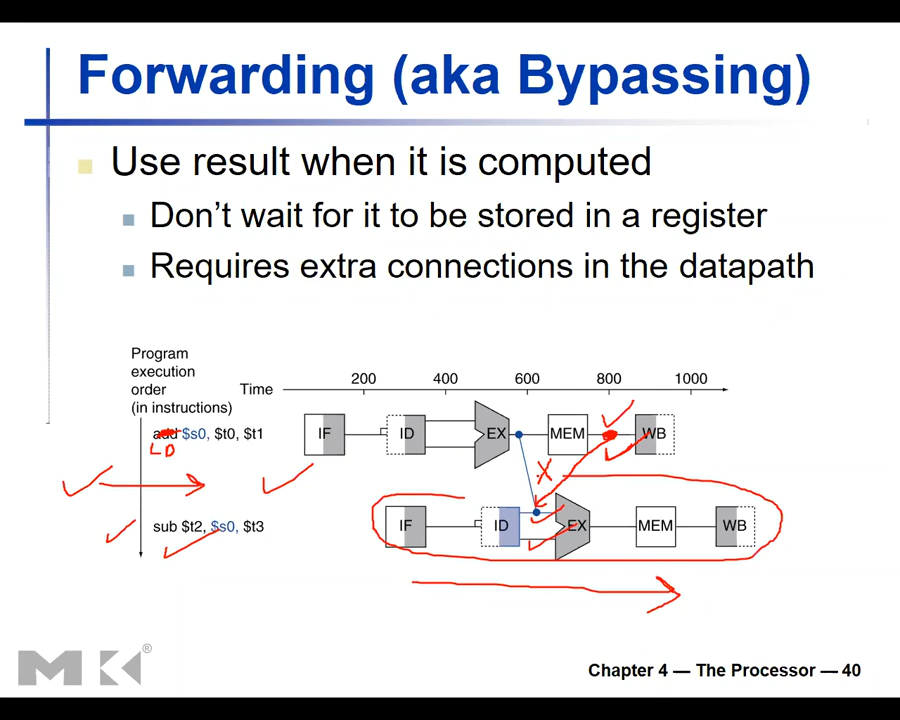 Forwarding (aka Bypassing)
Use result when it is computed
Don't wait for it to be stored in a register
Requires extra connections in the datapath
Program
execution
order
(in instructions)
Time
200 400 600 800 1000
add $s0, $t0, $t1
LD
IF ID EX MEM WB
X
sub $t2, $s0, $t3
IF ID EX MEM WB
MK®
Chapter 4 — The Processor — 40